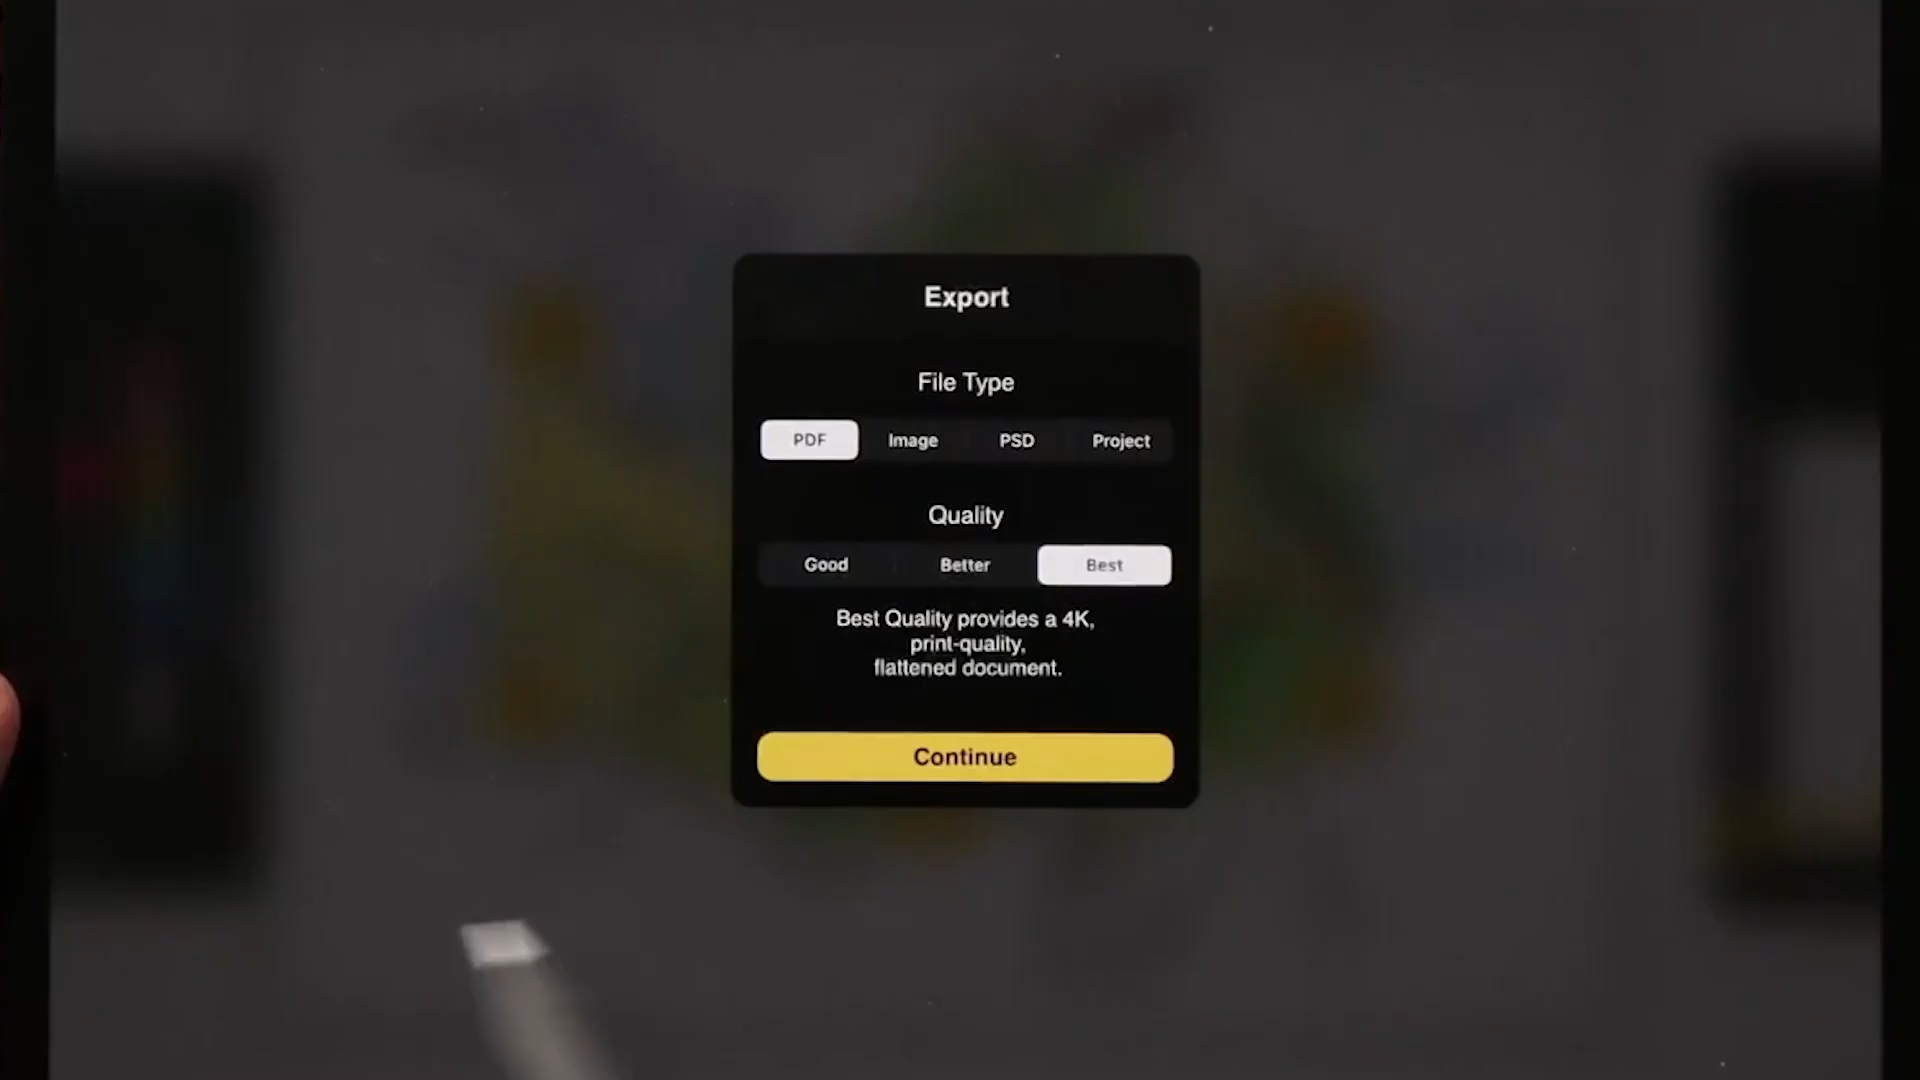 Export
File Type
PDF Image PSD Project
Quality
Good Better Best
Best Quality provides a 4K,
print-quality,
flattened document.
Continue